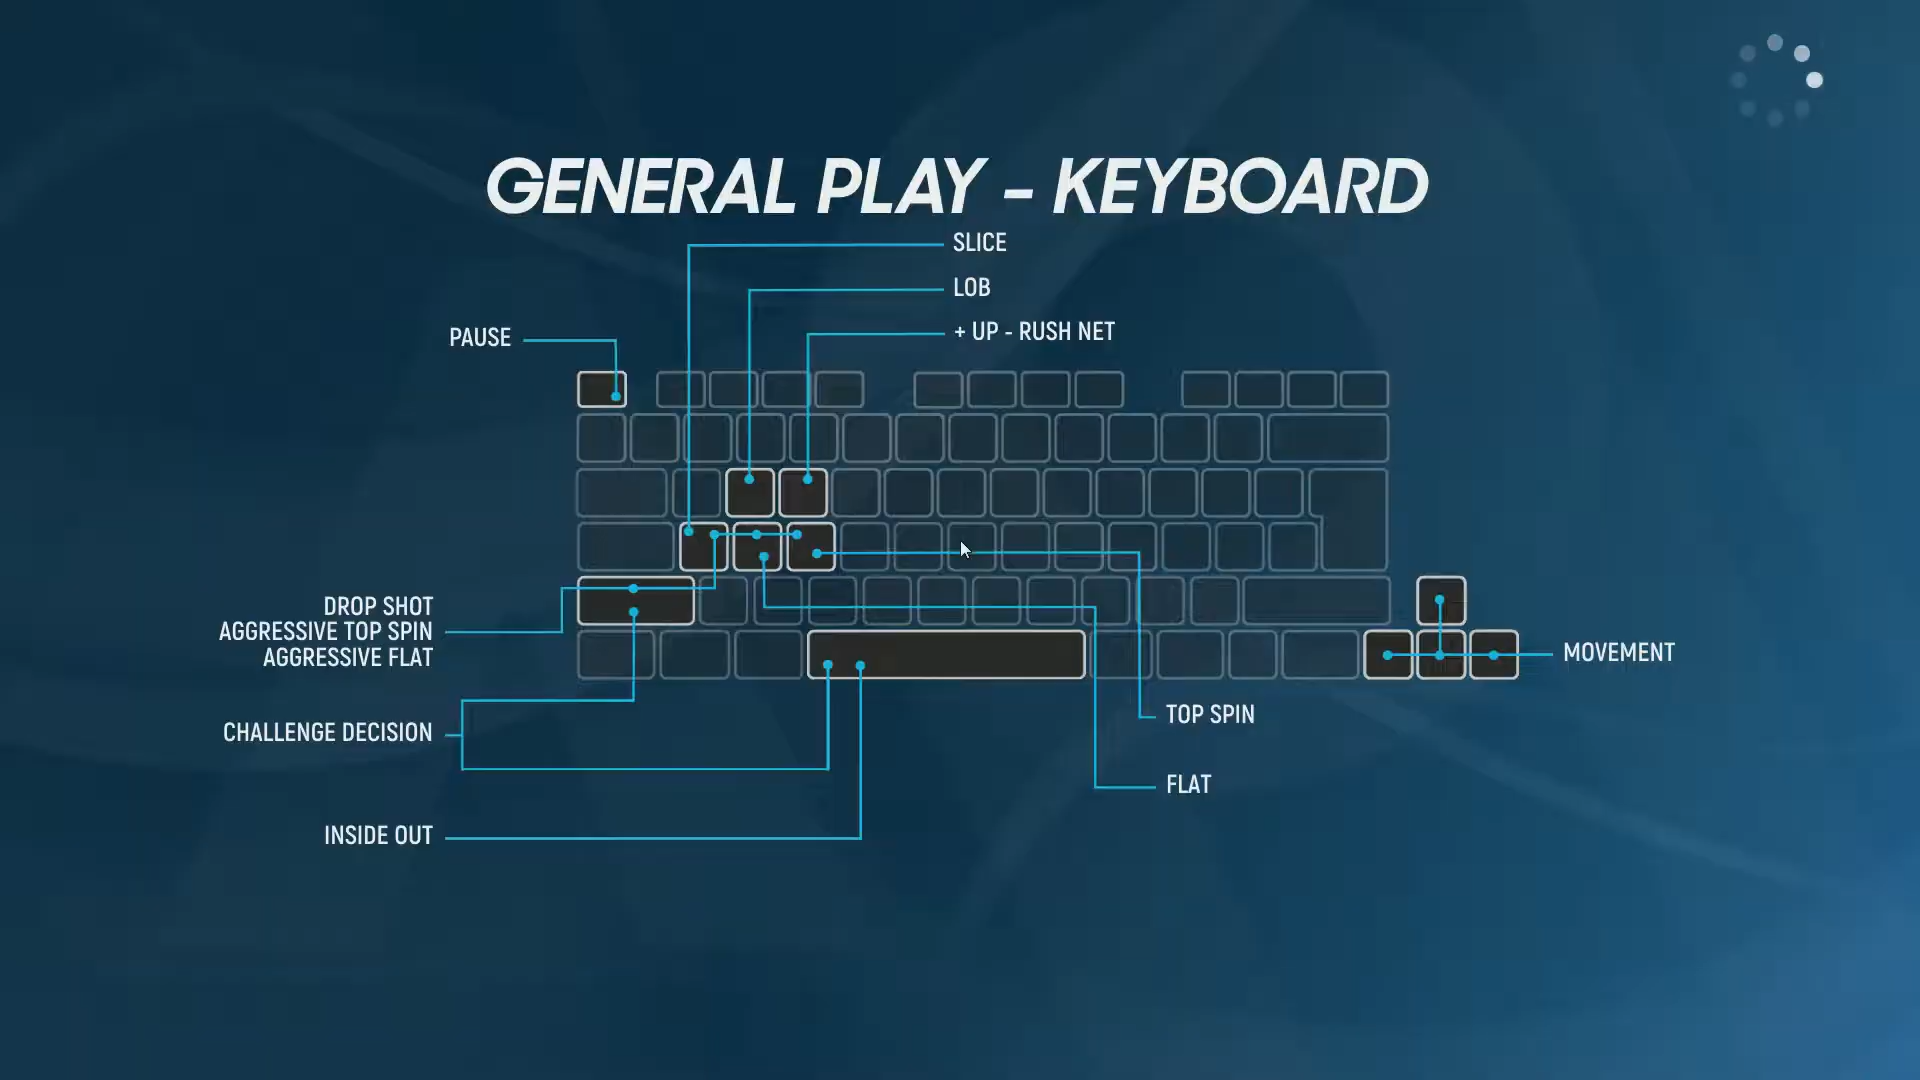 GENERAL PLAY - KEYBOARD
SLICE
LOB
+ UP - RUSH NET
PAUSE
DROP SHOT
AGGRESSIVE TOP SPIN
AGGRESSIVE FLAT
MOVEMENT
TOP SPIN
CHALLENGE DECISION
FLAT
INSIDE OUT